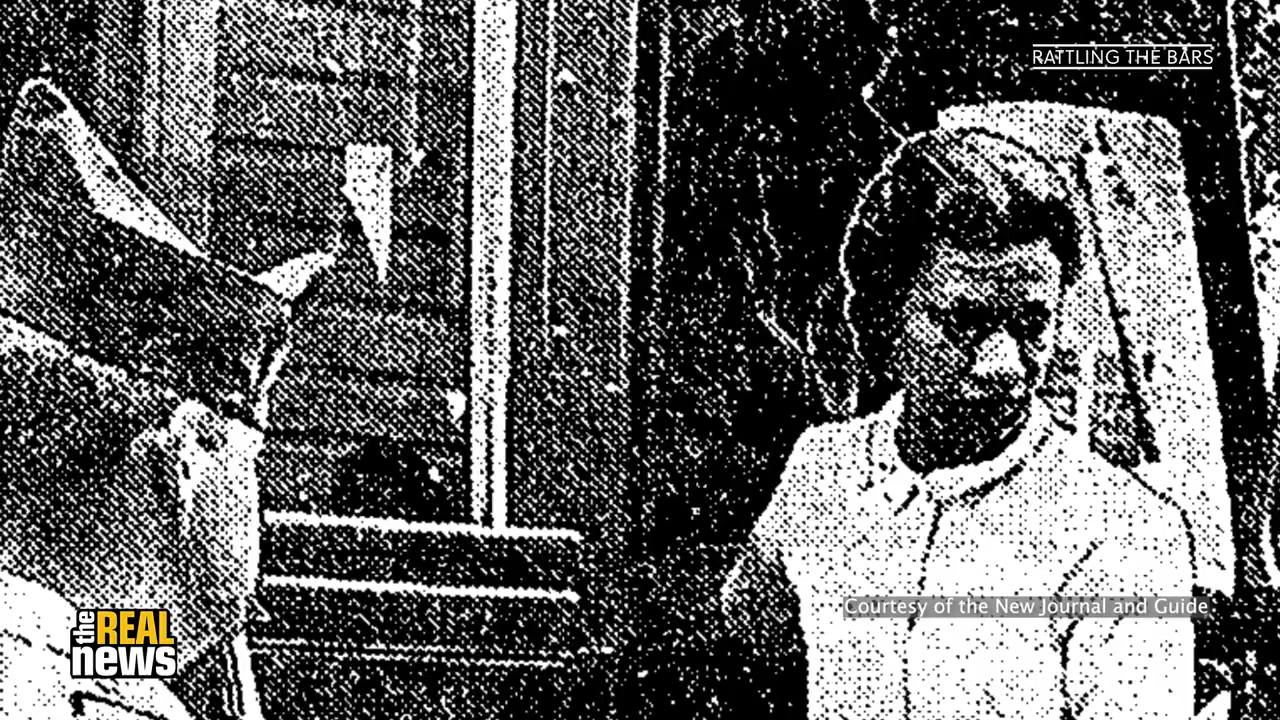 RATTLING THE BARS
Courtesy of the New Journal and Guide
the REAL
news